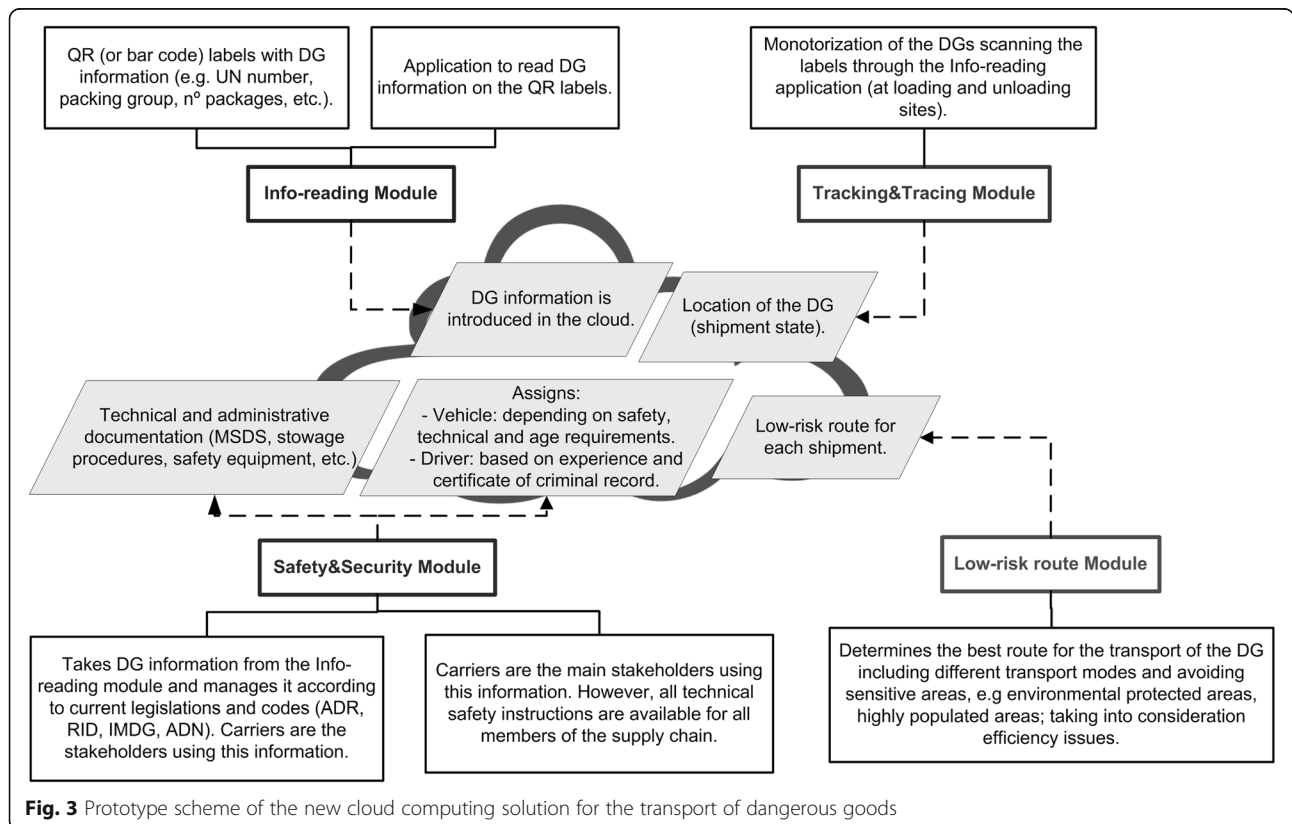 QR (or bar code) labels with DG
information (e.g. UN number,
packing group, nº packages, etc.).
Application to read DG
information on the QR labels.
Monotorization of the DGs scanning the
labels through the Info-reading
application (at loading and unloading
sites).
Info-reading Module
Tracking&Tracing Module
DG information is
introduced in the cloud.
Location of the DG
(shipment state).
Technical and administrative
documentation (MSDS, stowage
procedures, safety equipment, etc.)
Assigns:
- Vehicle: depending on safety,
technical and age requirements.
- Driver: based on experience and
certificate of criminal record.
Low-risk route for
each shipment.
Safety&Security Module
Low-risk route Module
Takes DG information from the Info-
reading module and manages it according
to current legislations and codes (ADR,
RID, IMDG, ADN). Carriers are the
stakeholders using this information.
Carriers are the main stakeholders using
this information. However, all technical
safety instructions are available for all
members of the supply chain.
Determines the best route for the transport of the DG
including different transport modes and avoiding
sensitive areas, e.g environmental protected areas,
highly populated areas; taking into consideration
efficiency issues.
Fig. 3 Prototype scheme of the new cloud computing solution for the transport of dangerous goods